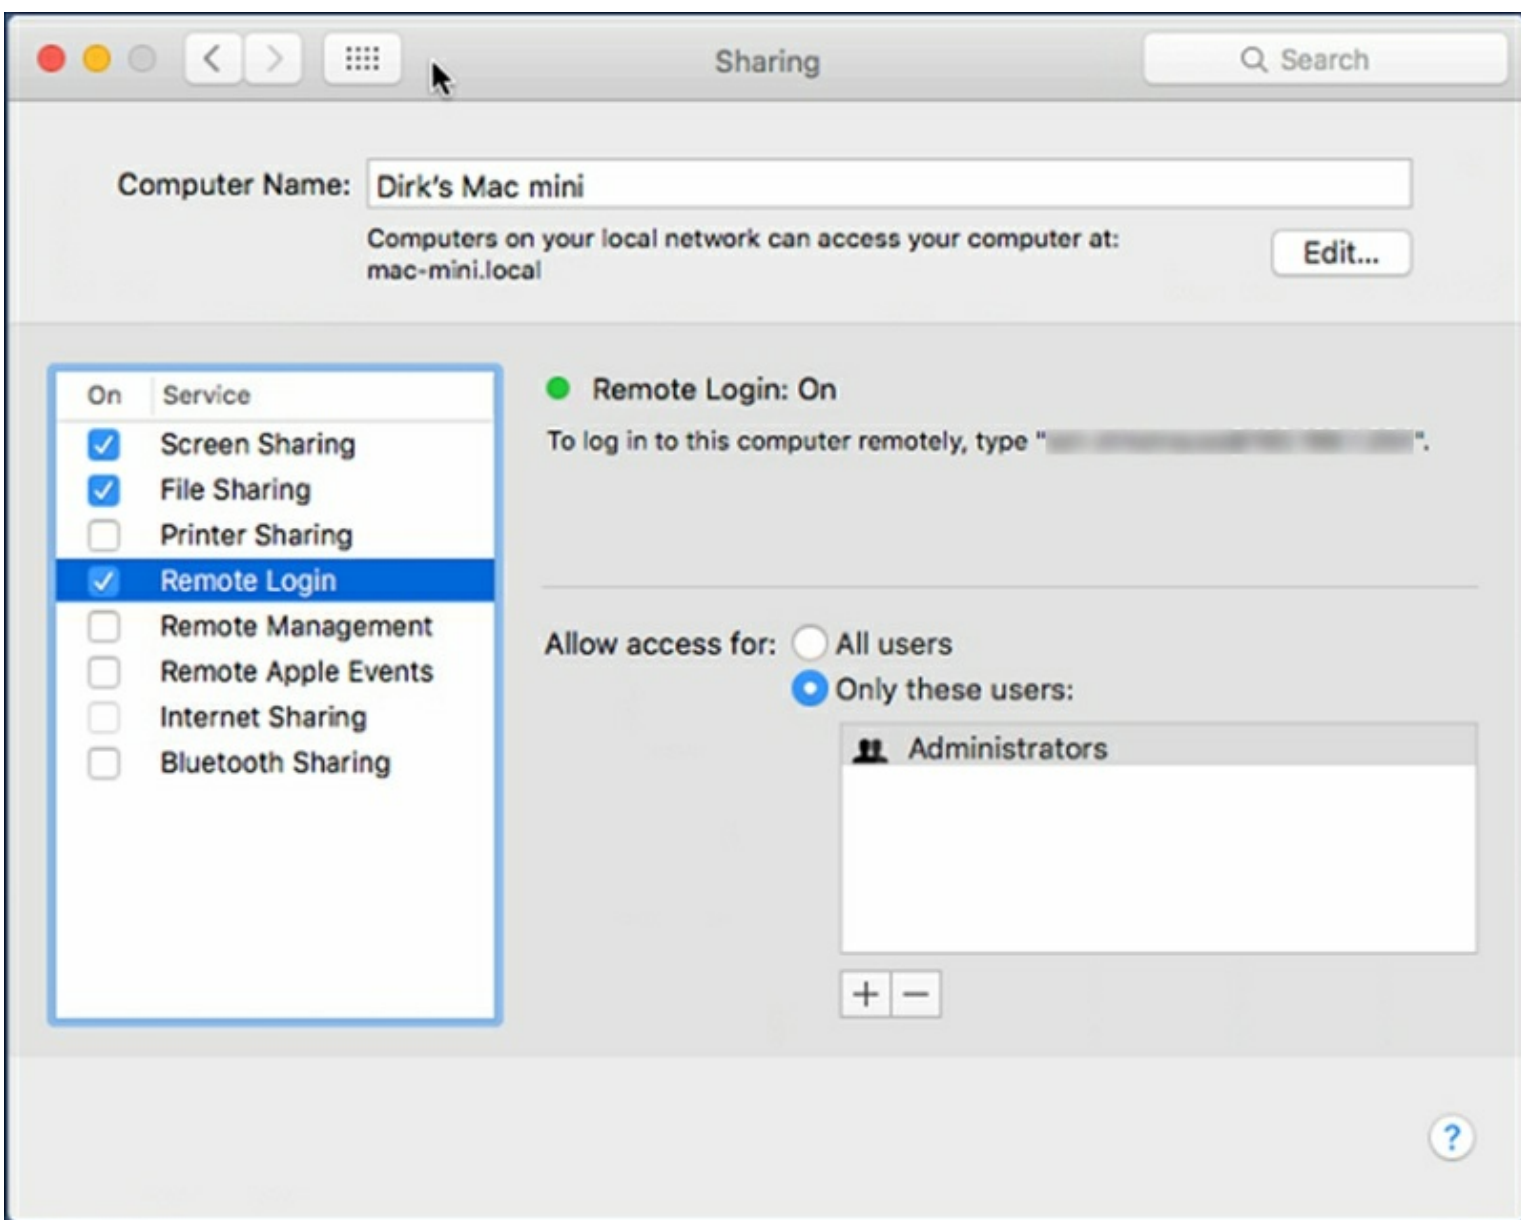 Sharing
Search
Computer Name: Dirk's Mac mini
Computers on your local network can access your computer at:
mac-mini.local
Edit...
On Service
Screen Sharing
File Sharing
Printer Sharing
Remote Login
Remote Management
Remote Apple Events
Internet Sharing
Bluetooth Sharing
Remote Login: On
To log in to this computer remotely, type " ".
Allow access for: All users
Only these users:
Administrators
+ −
?